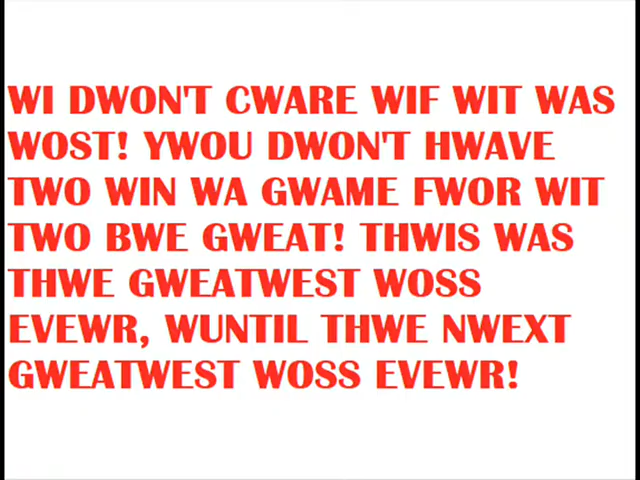 WI DWON'T CWARE WIF WIT WAS
WOST! YWOU DWON'T HWAVE
TWO WIN WA GWAME FWOR WIT
TWO BWE GWEAT! THWIS WAS
THWE GWEATWEST WOSS
EVEWR, WUNTIL THWE NWEXT
GWEATWEST WOSS EVEWR!